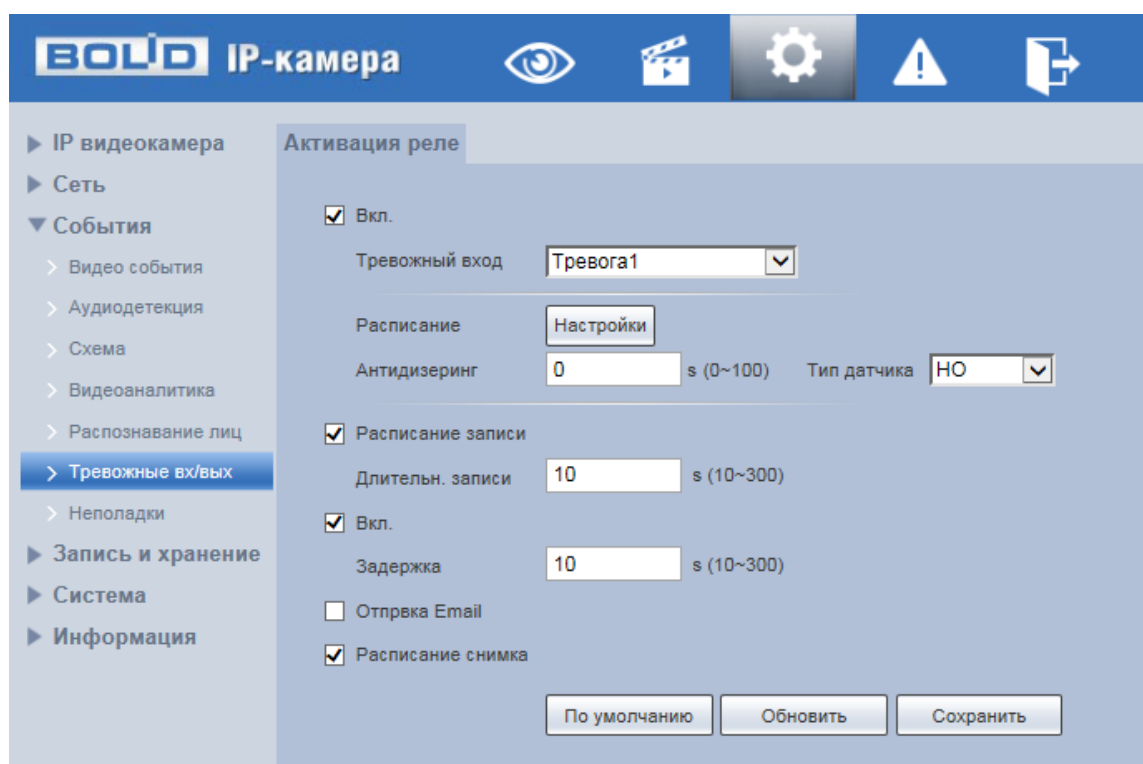 BOLID IP-камера
IP видеокамера
Сеть
События
Видео события
Аудиодетекция
Схема
Видеоаналитика
Распознавание лиц
Тревожные вх/вых
Неполадки
Запись и хранение
Система
Информация
Активация реле
Вкл.
Тревожный вход Тревога1
Расписание Настройки
Антидизеринг 0 s (0~100) Тип датчика НО
Расписание записи
Длительн. записи 10 s (10~300)
Вкл.
Задержка 10 s (10~300)
Отпрвка Email
Расписание снимка
По умолчанию Обновить Сохранить